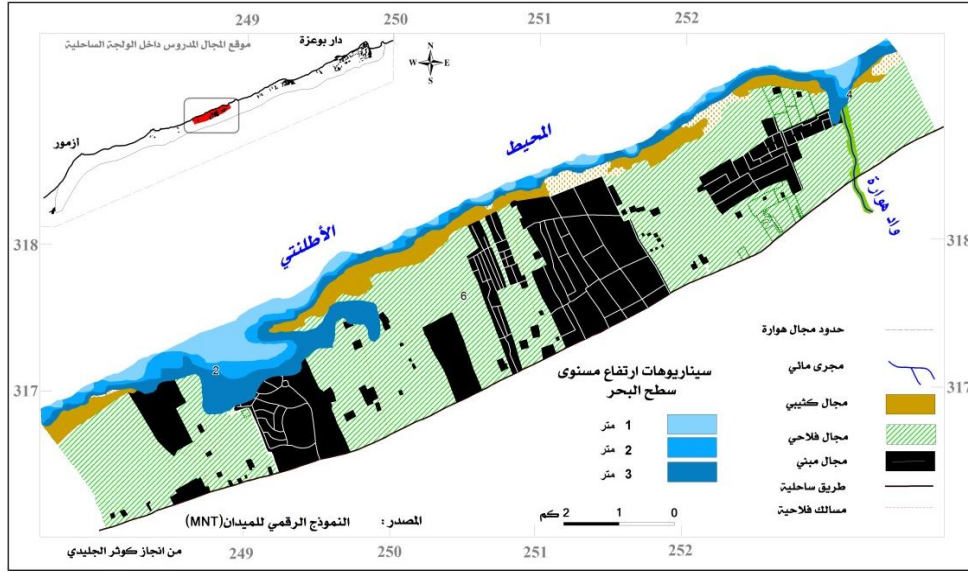 249 250 251 252
موقع المجال المدروس داخل الولجة الساحلية
دار بوعزة
ازمور
N
W E
S
المحيط
الأطلنتي
واد هوارة
4
6
2
318
317
318
317
سيناريوهات ارتفاع مستوى
سطح البحر
1 متر
2 متر
3 متر
حدود مجال هوارة
مجرى مائي
مجال كثيبي
مجال فلاحي
مجال مبني
طريق ساحلية
مسالك فلاحية
المصدر : النموذج الرقمي للميدان(MNT)
2 كم 1 0
من انجاز كوثر الجليدي
249 250 251 252